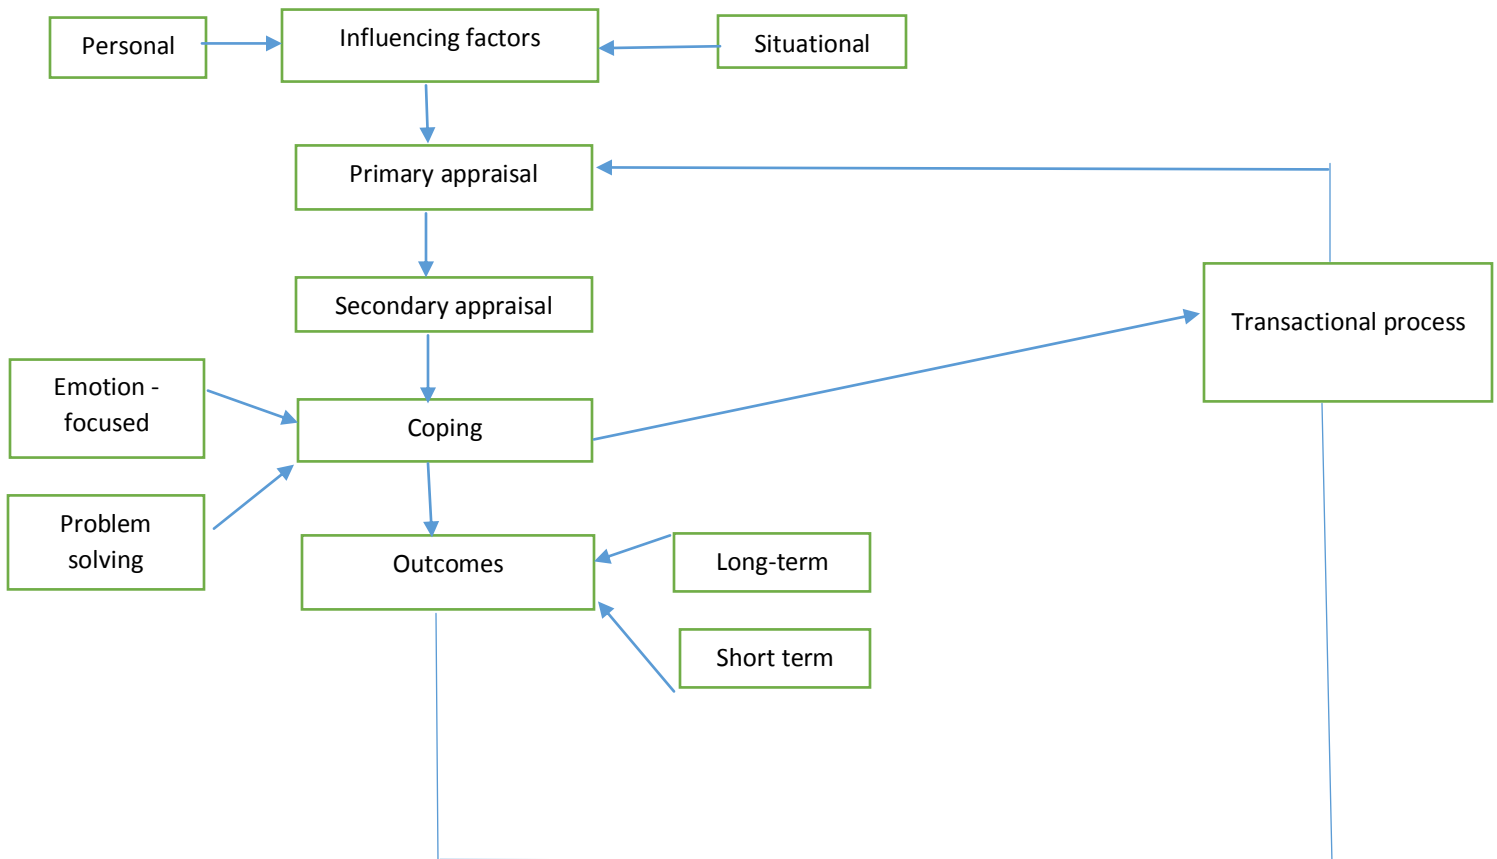 Personal
Influencing factors
Situational
Primary appraisal
Secondary appraisal
Transactional process
Emotion -
focused
Coping
Problem
solving
Outcomes
Long-term
Short term